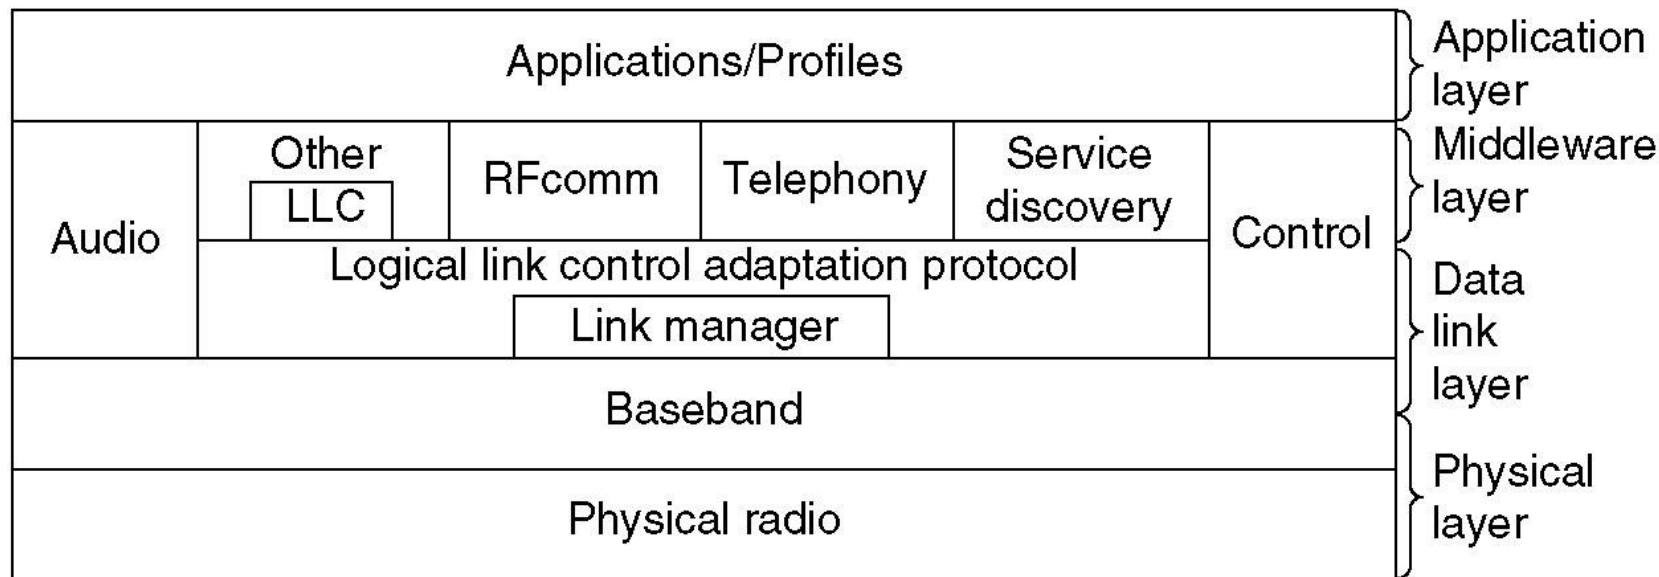 Applications/Profiles
Application
layer
Audio
Other
LLC
RFcomm
Telephony
Service
discovery
Control
Middleware
layer
Logical link control adaptation protocol
Link manager
Data
link
layer
Baseband
Physical radio
Physical
layer